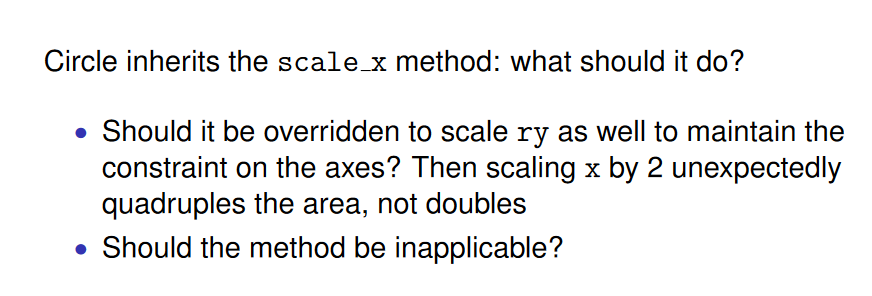 Circle inherits the scale_x method: what should it do?
• Should it be overridden to scale ry as well to maintain the
constraint on the axes? Then scaling x by 2 unexpectedly
quadruples the area, not doubles
• Should the method be inapplicable?